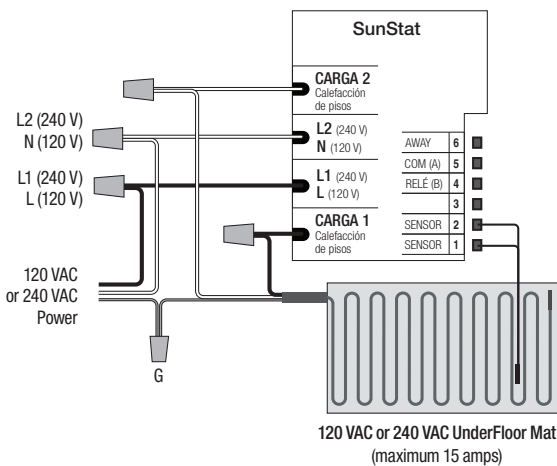 SunStat
CARGA 2
Calefacción
de pisos
L2 (240 V)
N (120 V)
L1 (240 V)
L (120 V)
CARGA 1
Calefacción
de pisos
AWAY 6
COM (A) 5
RELÉ (B) 4
3
SENSOR 2
SENSOR 1
L2 (240 V)
N (120 V)
L1 (240 V)
L (120 V)
120 VAC
or 240 VAC
Power
G
120 VAC or 240 VAC UnderFloor Mat
(maximum 15 amps)